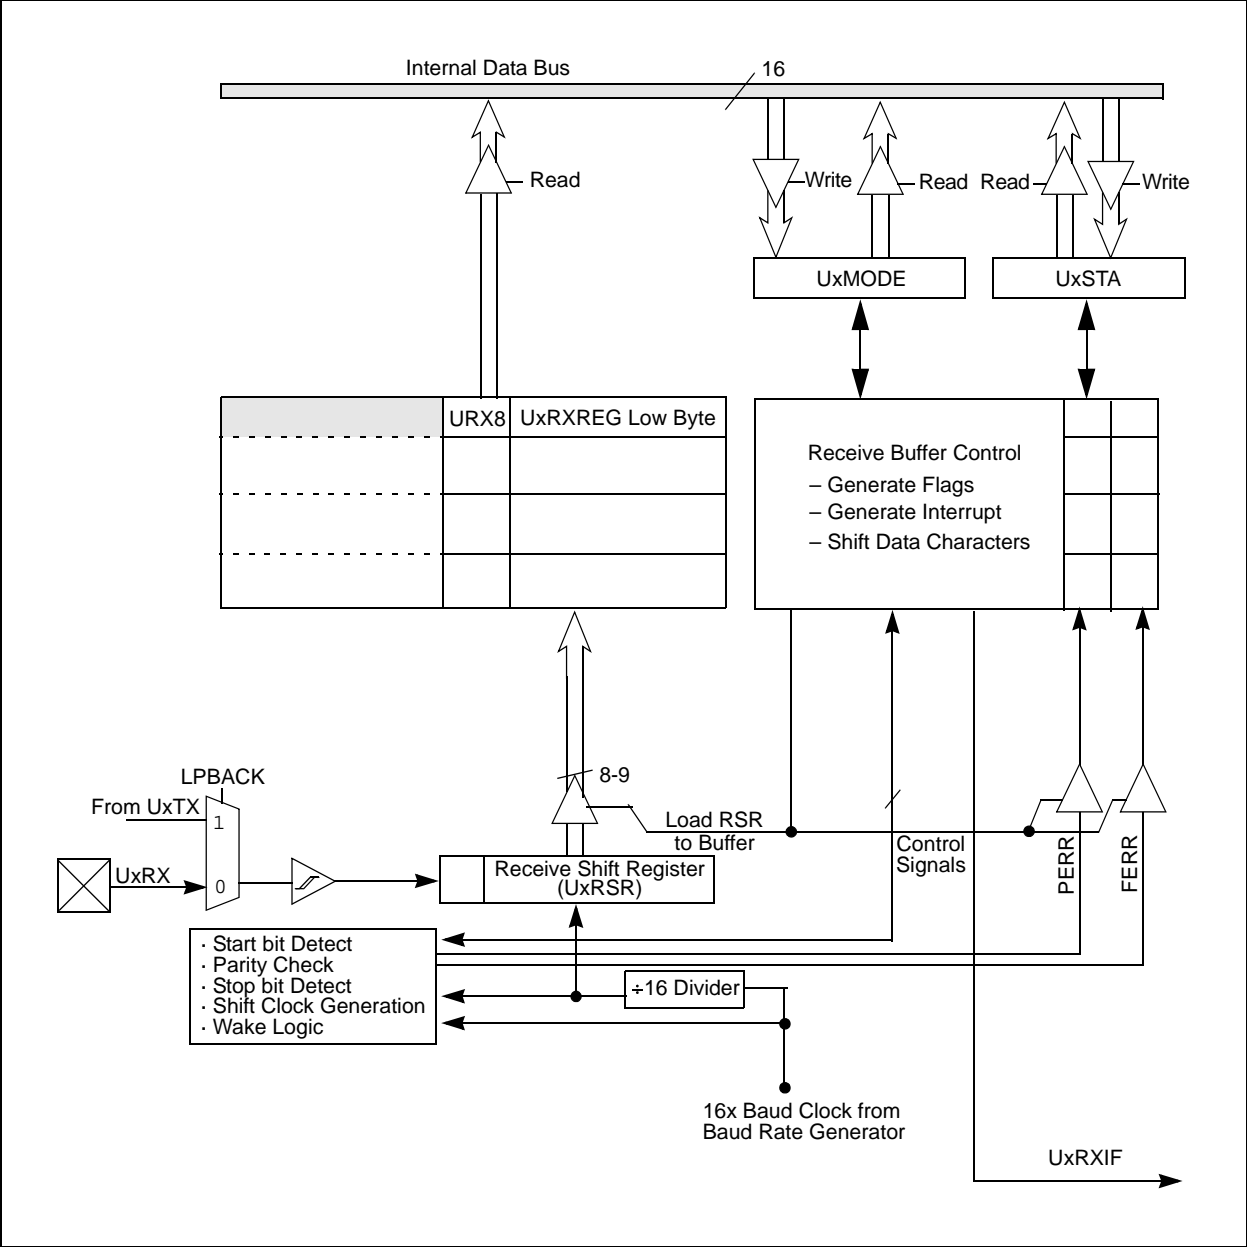 Internal Data Bus
16
Read
Write
Read
Read
Write
UxMODE
UxSTA
URX8
UxRXREG Low Byte
Receive Buffer Control
– Generate Flags
– Generate Interrupt
– Shift Data Characters
LPBACK
8-9
From UxTX
1
Load RSR
to Buffer
Control
Signals
PERR
FERR
UxRX
0
Receive Shift Register
(UxRSR)
· Start bit Detect
· Parity Check
· Stop bit Detect
· Shift Clock Generation
· Wake Logic
÷16 Divider
16x Baud Clock from
Baud Rate Generator
UxRXIF